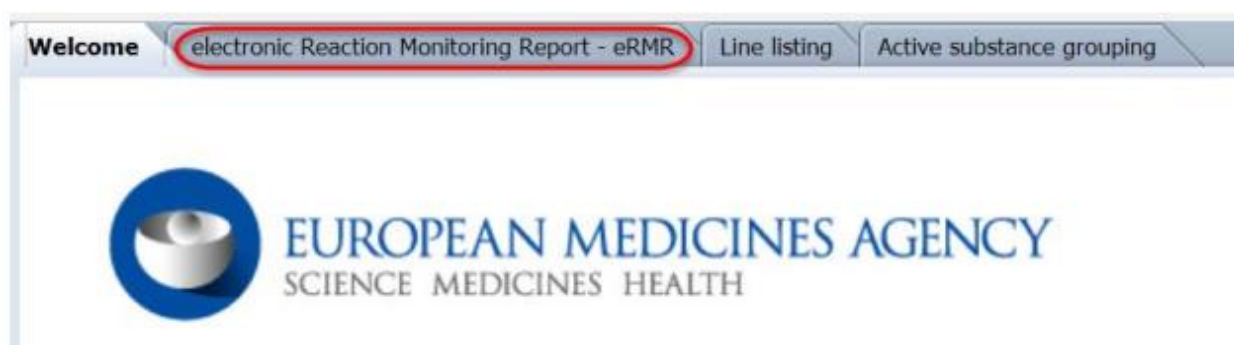 Welcome electronic Reaction Monitoring Report - eRMR Line listing Active substance grouping
EUROPEAN MEDICINES AGENCY
SCIENCE MEDICINES HEALTH